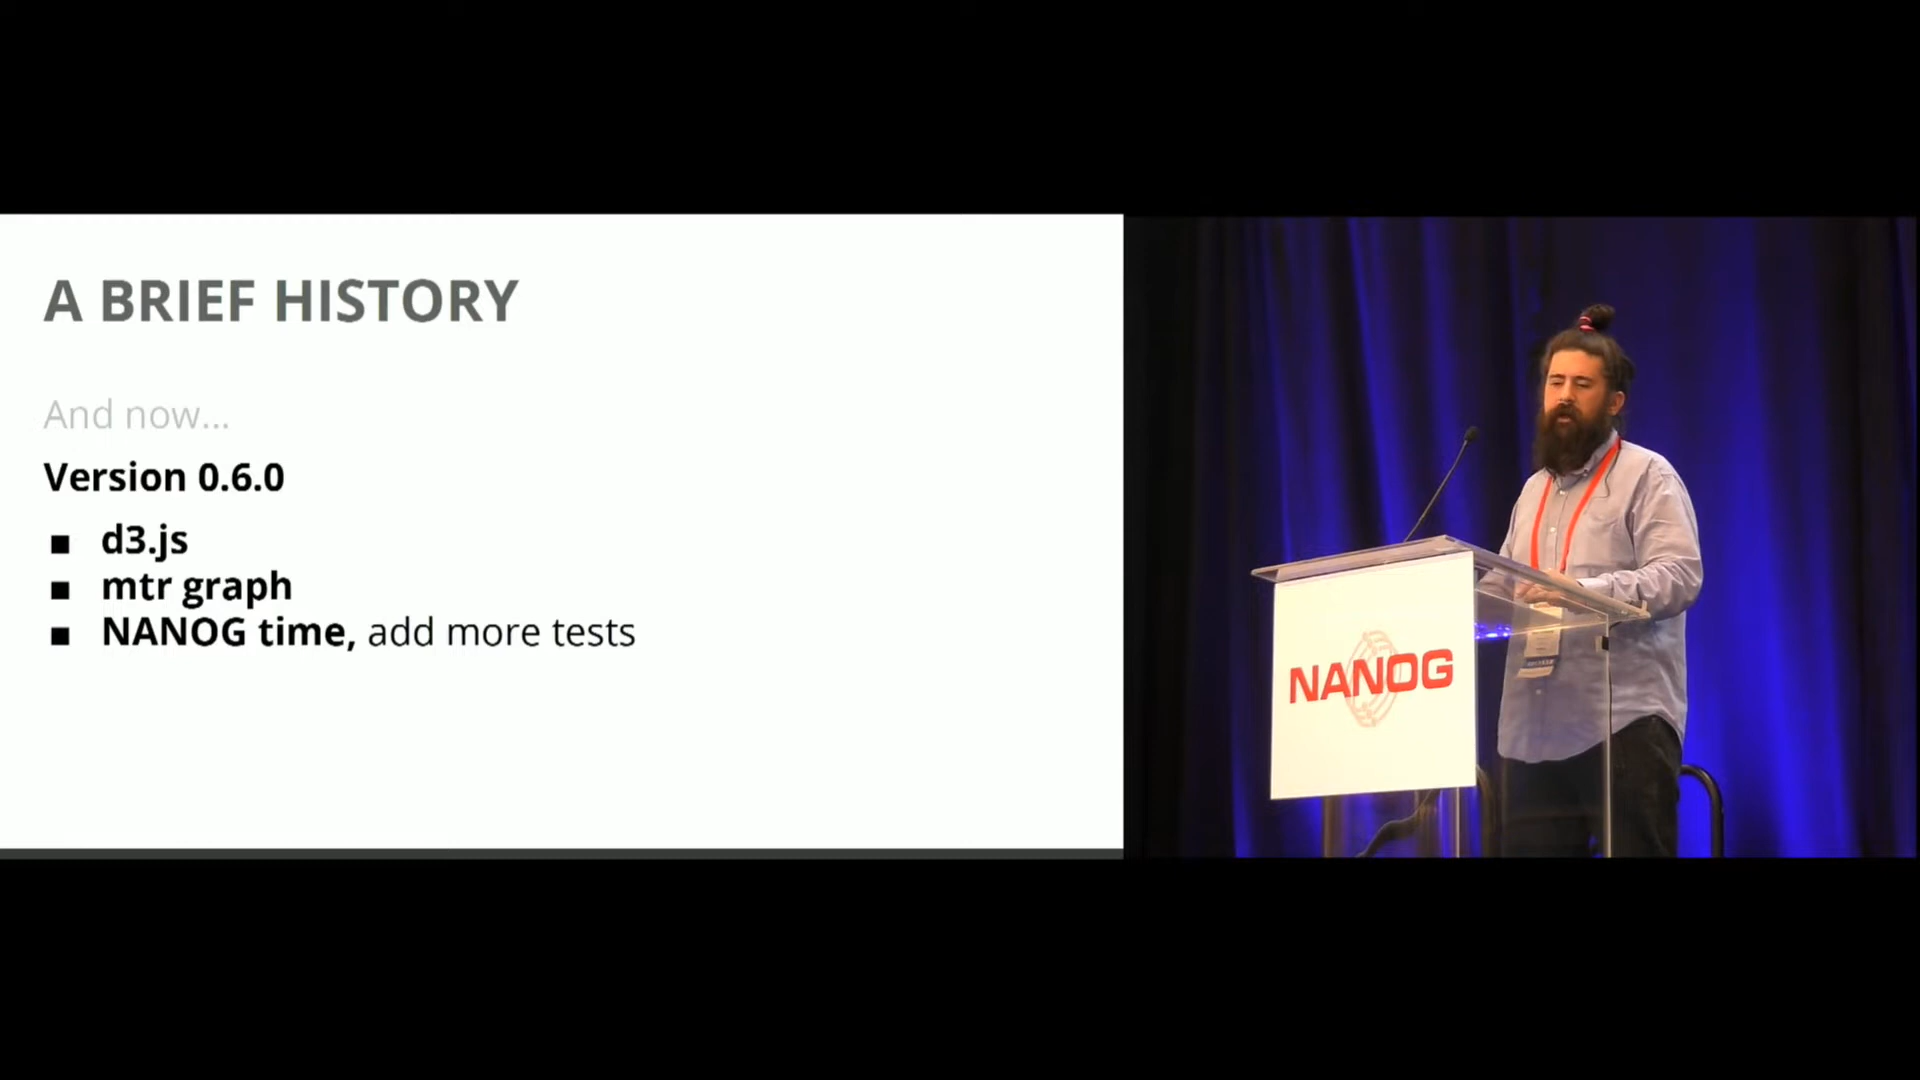 A BRIEF HISTORY
And now...
Version 0.6.0
■ d3.js
■ mtr graph
■ NANOG time, add more tests
NANOG